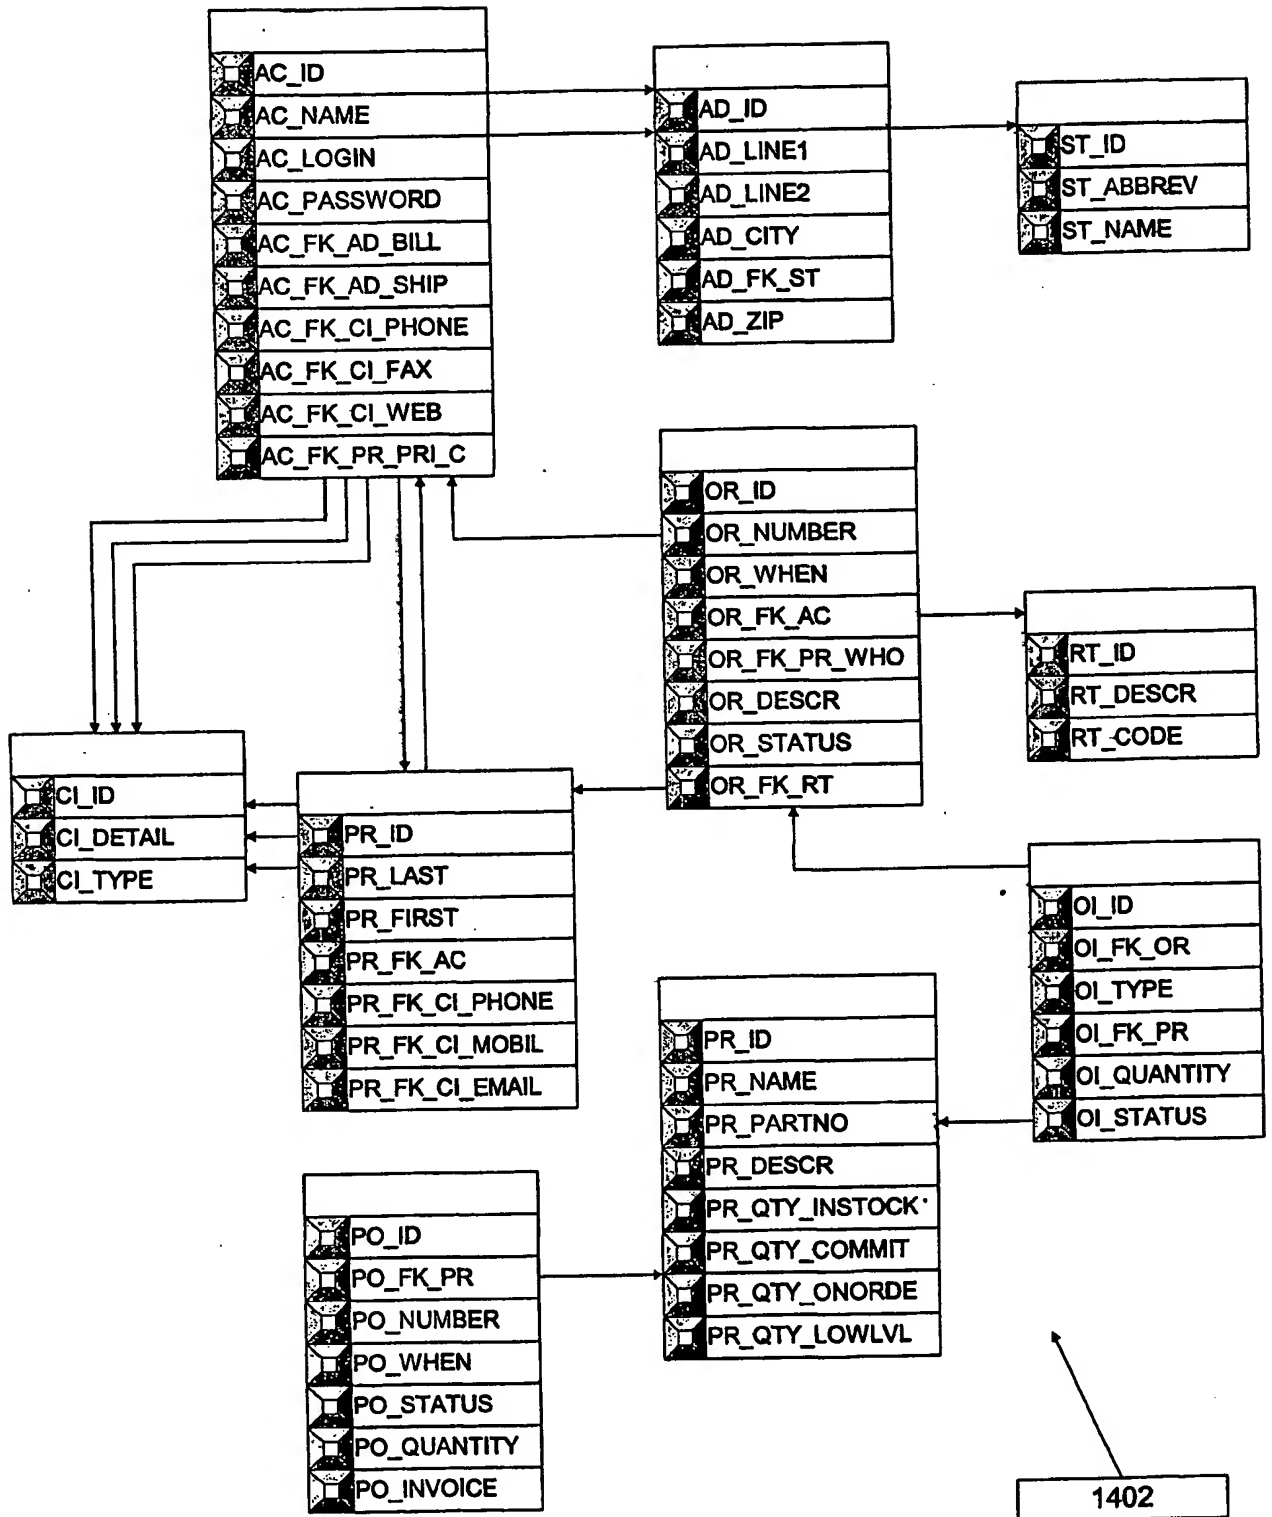 AC_ID
AC_NAME
AC_LOGIN
AC_PASSWORD
AC_FK_AD_BILL
AC_FK_AD_SHIP
AC_FK_CI_PHONE
AC_FK_CI_FAX
AC_FK_CI_WEB
AC_FK_PR_PRI_C
AD_ID
AD_LINE1
AD_LINE2
AD_CITY
AD_FK_ST
AD_ZIP
ST_ID
ST_ABBREV
ST_NAME
OR_ID
OR_NUMBER
OR_WHEN
OR_FK_AC
OR_FK_PR_WHO
OR_DESCR
OR_STATUS
OR_FK_RT
RT_ID
RT_DESCR
RT_CODE
CI_ID
CI_DETAIL
CI_TYPE
PR_ID
PR_LAST
PR_FIRST
PR_FK_AC
PR_FK_CI_PHONE
PR_FK_CI_MOBIL
PR_FK_CI_EMAIL
OI_ID
OI_FK_OR
OI_TYPE
OI_FK_PR
OI_QUANTITY
OI_STATUS
PR_ID
PR_NAME
PR_PARTNO
PR_DESCR
PR_QTY_INSTOCK
PR_QTY_COMMIT
PR_QTY_ONORDE
PR_QTY_LOWLVL
PO_ID
PO_FK_PR
PO_NUMBER
PO_WHEN
PO_STATUS
PO_QUANTITY
PO_INVOICE
1402